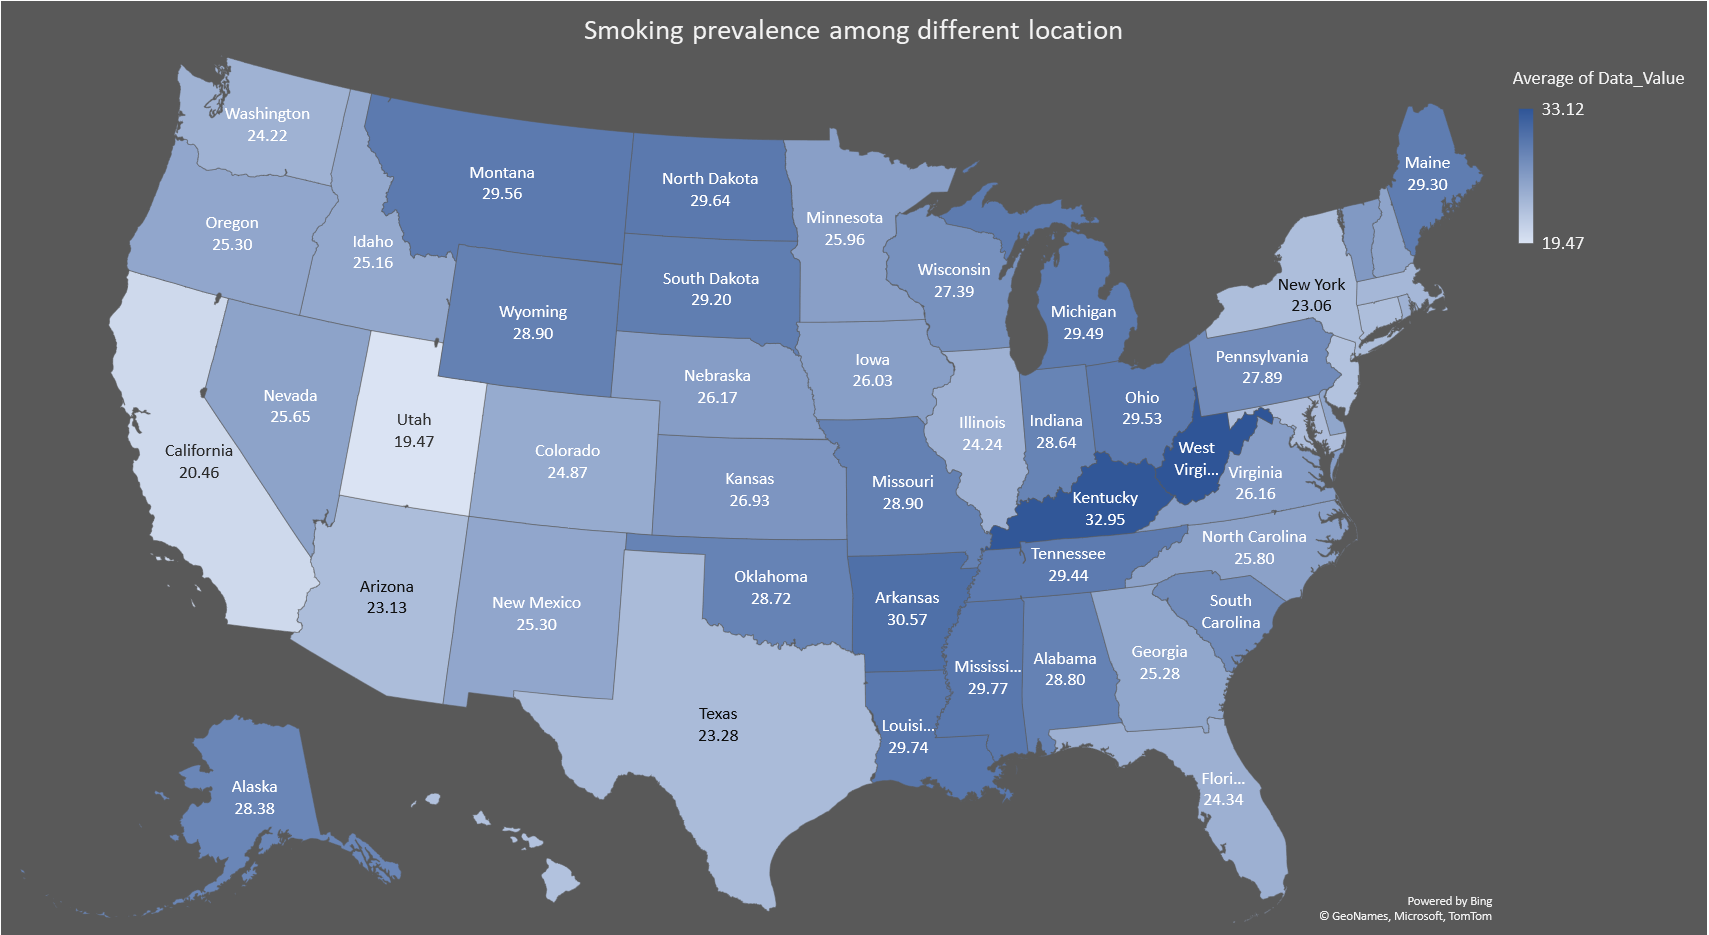 Smoking prevalence among different location
Average of Data_Value
33.12
19.47
Washington
24.22
Montana
29.56
North Dakota
29.64
Minnesota
25.96
Maine
29.30
Oregon
25.30
Idaho
25.16
Wyoming
28.90
South Dakota
29.20
Wisconsin
27.39
Michigan
29.49
New York
23.06
Nevada
25.65
Utah
19.47
Nebraska
26.17
Iowa
26.03
Pennsylvania
27.89
California
20.46
Colorado
24.87
Kansas
26.93
Missouri
28.90
Illinois
24.24
Indiana
28.64
Ohio
29.53
West
Virgi...
Virginia
26.16
Kentucky
32.95
Arizona
23.13
New Mexico
25.30
Oklahoma
28.72
Arkansas
30.57
Tennessee
29.44
North Carolina
25.80
South
Carolina
Texas
23.28
Louisi...
29.74
Mississi...
29.77
Alabama
28.80
Georgia
25.28
Flori...
24.34
Alaska
28.38
Powered by Bing
© GeoNames, Microsoft, TomTom